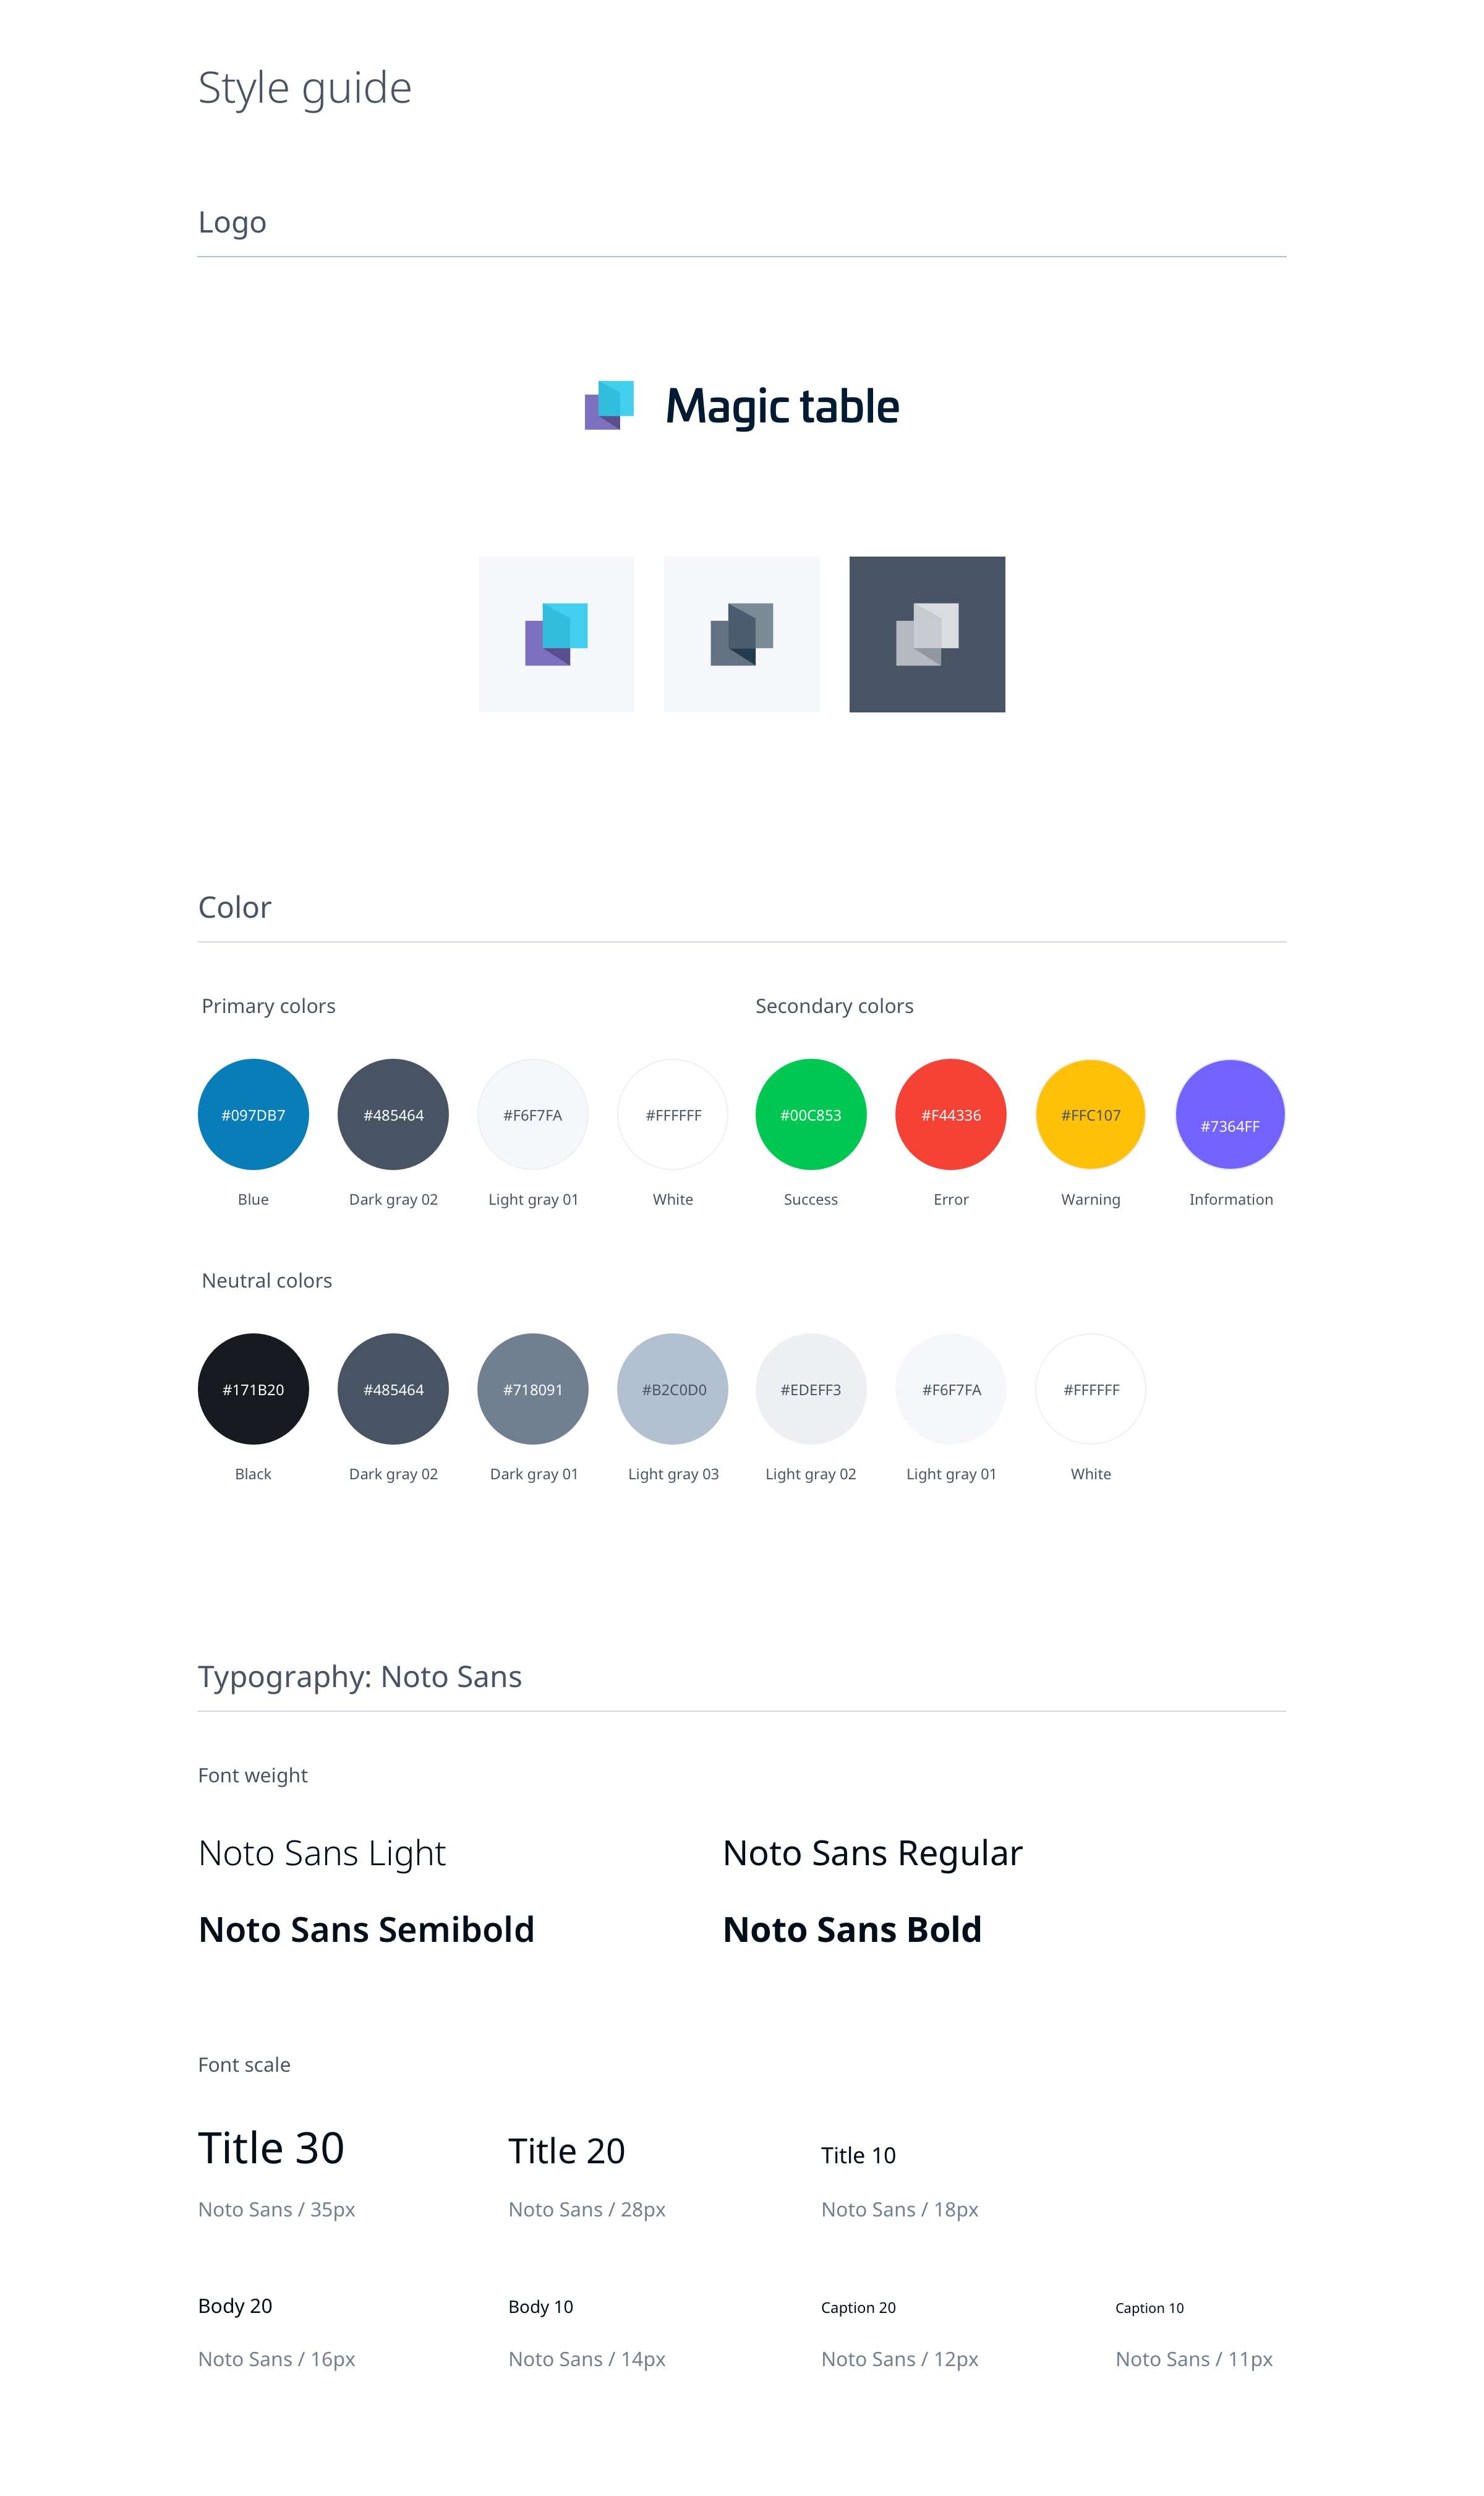 Style guide
Logo
Magic table
Color
Primary colors
#097DB7 #485464 #F6F7FA #FFFFFF
Blue Dark gray 02 Light gray 01 White
Secondary colors
#00C853 #F44336 #FFC107 #7364FF
Success Error Warning Information
Neutral colors
#171B20 #485464 #718091 #B2C0D0 #EDEFF3 #F6F7FA #FFFFFF
Black Dark gray 02 Dark gray 01 Light gray 03 Light gray 02 Light gray 01 White
Typography: Noto Sans
Font weight
Noto Sans Light Noto Sans Regular
Noto Sans Semibold Noto Sans Bold
Font scale
Title 30 Title 20 Title 10
Noto Sans / 35px Noto Sans / 28px Noto Sans / 18px
Body 20 Body 10 Caption 20 Caption 10
Noto Sans / 16px Noto Sans / 14px Noto Sans / 12px Noto Sans / 11px